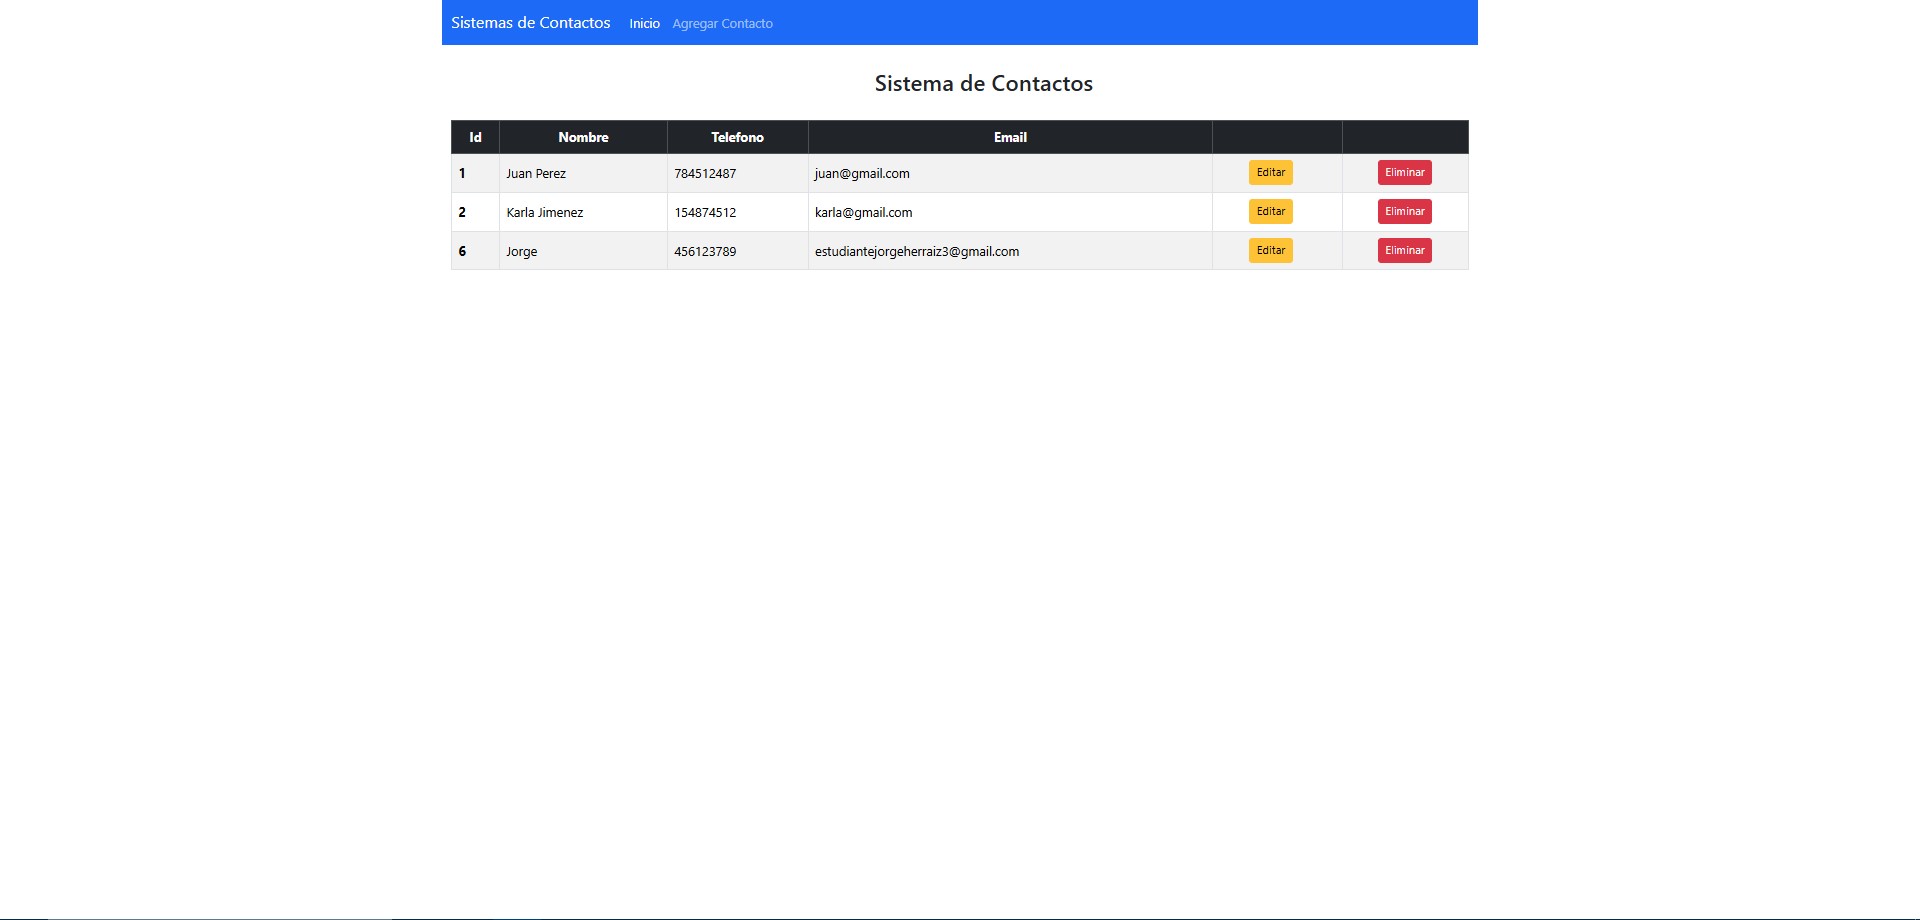 Sistemas de Contactos Inicio Agregar Contacto
Sistema de Contactos
Id Nombre Telefono Email
1 Juan Perez 784512487 juan@gmail.com Editar Eliminar
2 Karla Jimenez 154874512 karla@gmail.com Editar Eliminar
6 Jorge 456123789 estudiantejorgeherraiz3@gmail.com Editar Eliminar